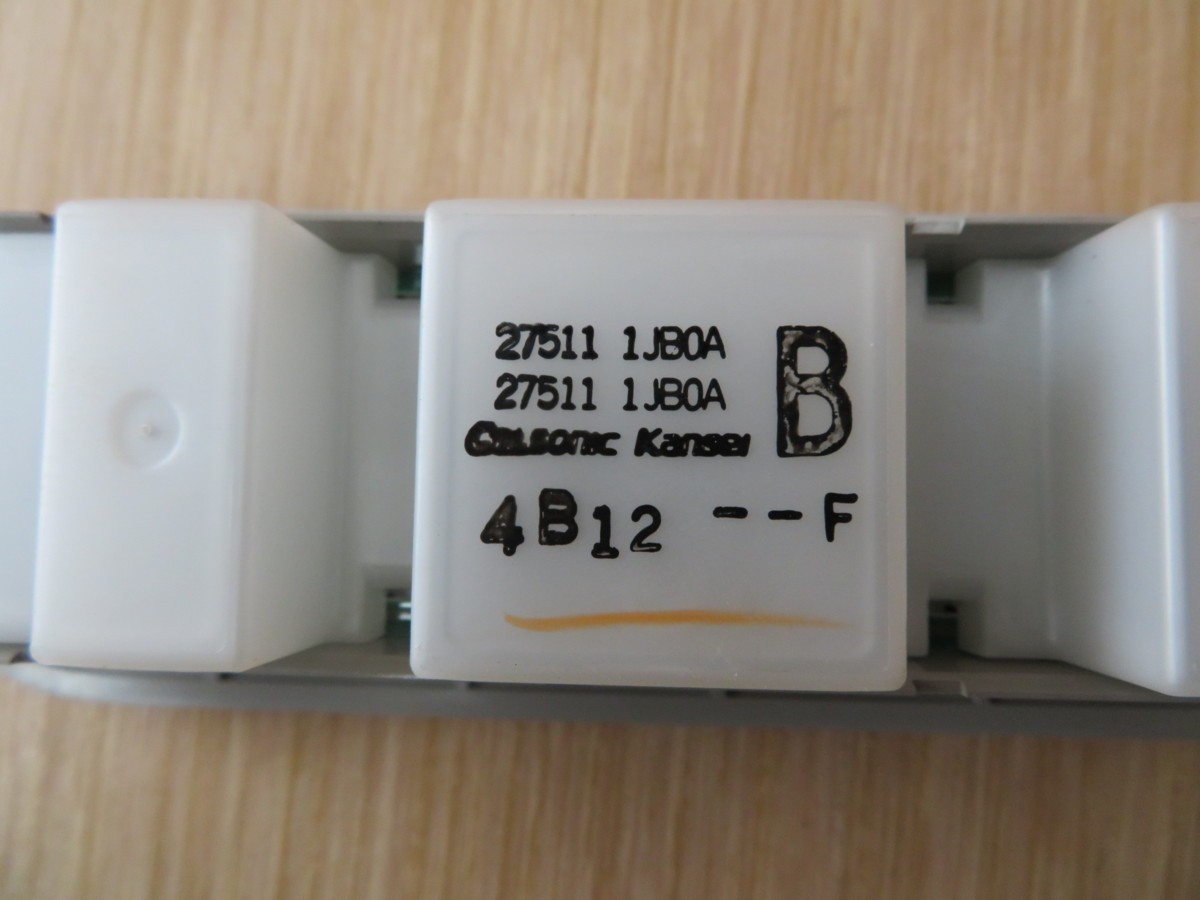 27511 1JB0A
27511 1JB0A
B
Calsonic Kansei
4B12 --F